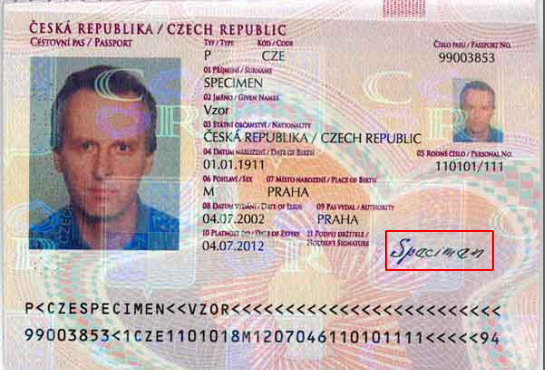 ČESKÁ REPUBLIKA / CZECH REPUBLIC
CESTOVNÍ PAS / PASSPORT
TYP / TYPE KÓD / CODE ČÍSLO PASU / PASSPORT NO.
P CZE 99003853
01 PŘÍJMENÍ / SURNAME
SPECIMEN
02 JMÉNO / GIVEN NAMES
Vzor
03 STÁTNÍ OBČANSTVÍ / NATIONALITY
ČESKÁ REPUBLIKA / CZECH REPUBLIC
04 DATUM NAROZENÍ / DATE OF BIRTH 05 RODNÉ ČÍSLO / PERSONAL NO.
01.01.1911 110101/111
06 POHLAVÍ / SEX 07 MÍSTO NAROZENÍ / PLACE OF BIRTH
M PRAHA
08 DATUM VYDÁNÍ / DATE OF ISSUE 09 PAS VYDAL / AUTHORITY
04.07.2002 PRAHA
10 PLATNOST DO / DATE OF EXPIRY 11 PODPIS DRŽITELE /
HOLDER'S SIGNATURE
04.07.2012 Speciman
P<CZESPECIMEN<<VZOR<<<<<<<<<<<<<<<<<<<<<<<<<
99003853<1CZE1101018M1207046110101111<<<<<94